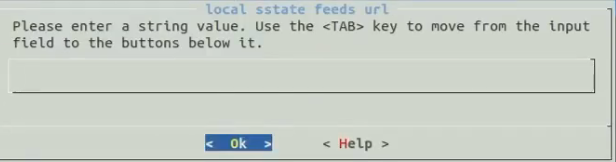 local sstate feeds url
Please enter a string value. Use the <TAB> key to move from the input
field to the buttons below it.
< Ok > < Help >